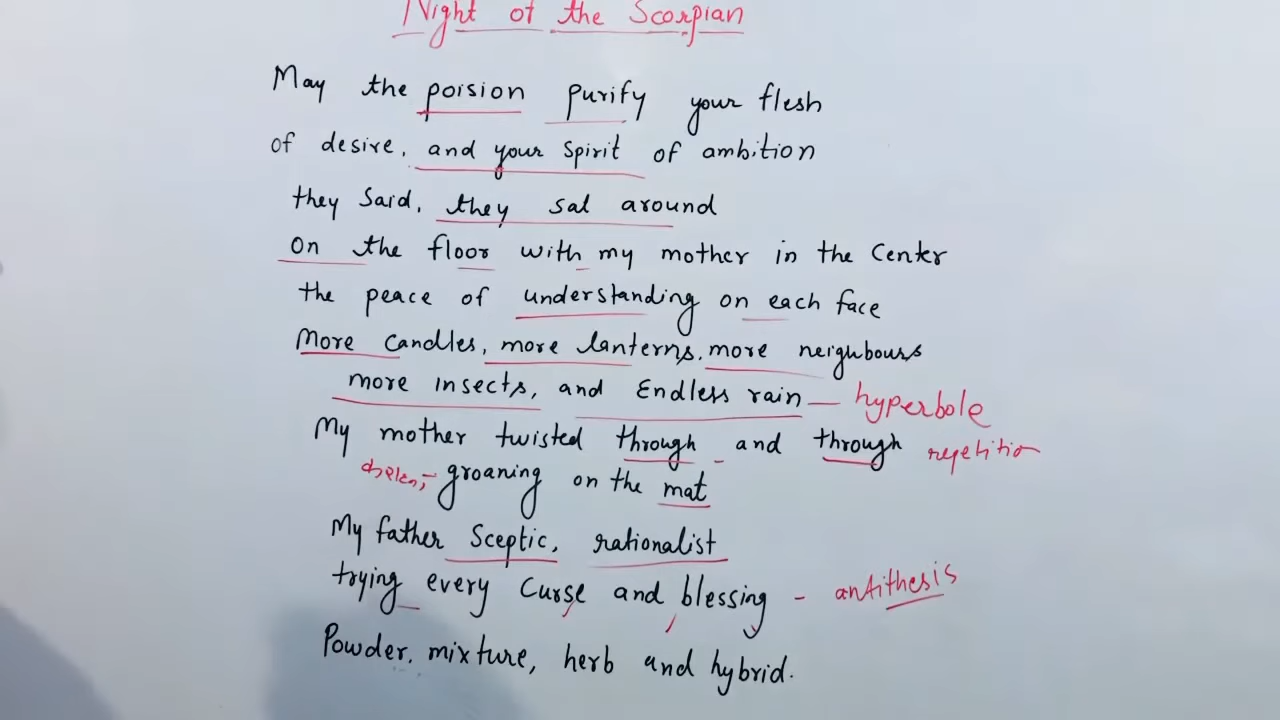 Night of the Scorpian
May the poision purify your flesh
of desire, and your Spirit of ambition
they Said, they sat around
on the floor with my mother in the Center
the peace of understanding on each face
More Candles, more lanterns, more neighbours
more insects, and Endless rain — hyperbole
My mother twisted through and through repetition
groaning on the mat
My father Sceptic, rationalist
trying every Curse and blessing - antithesis
Powder, mixture, herb and hybrid.